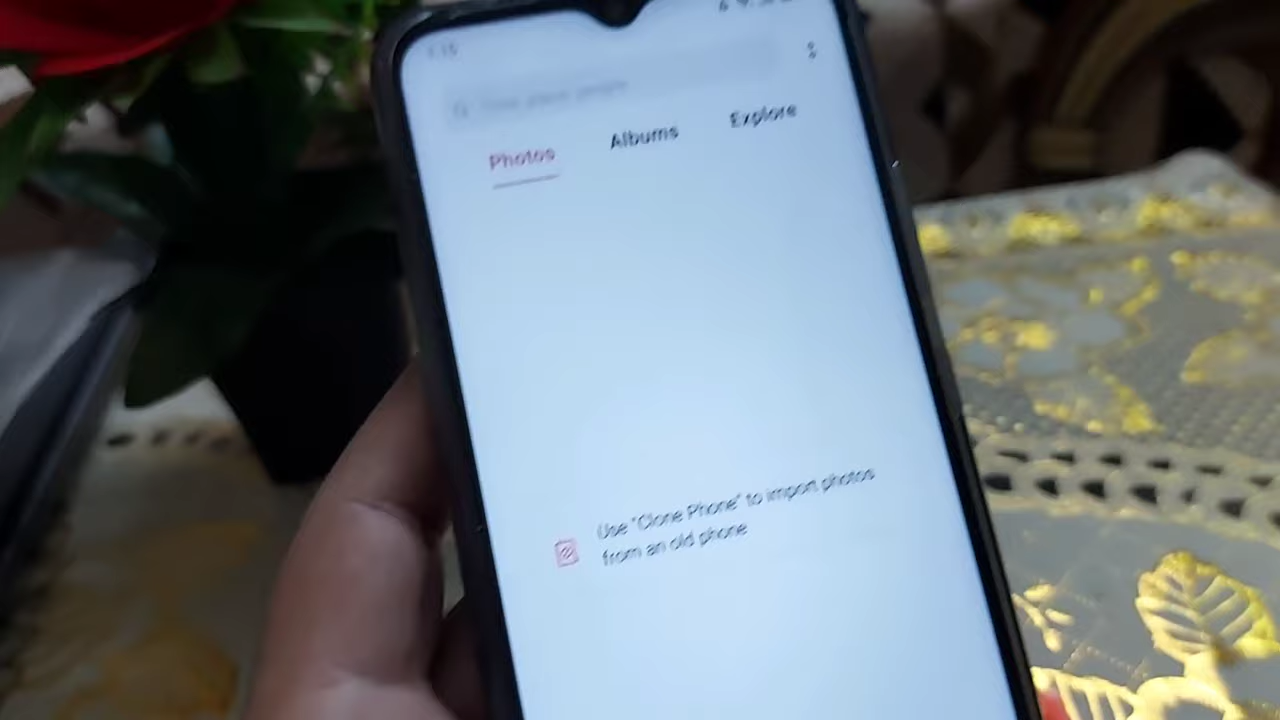 Photos Albums Explore
Use "Clone Phone" to import photos
from an old phone